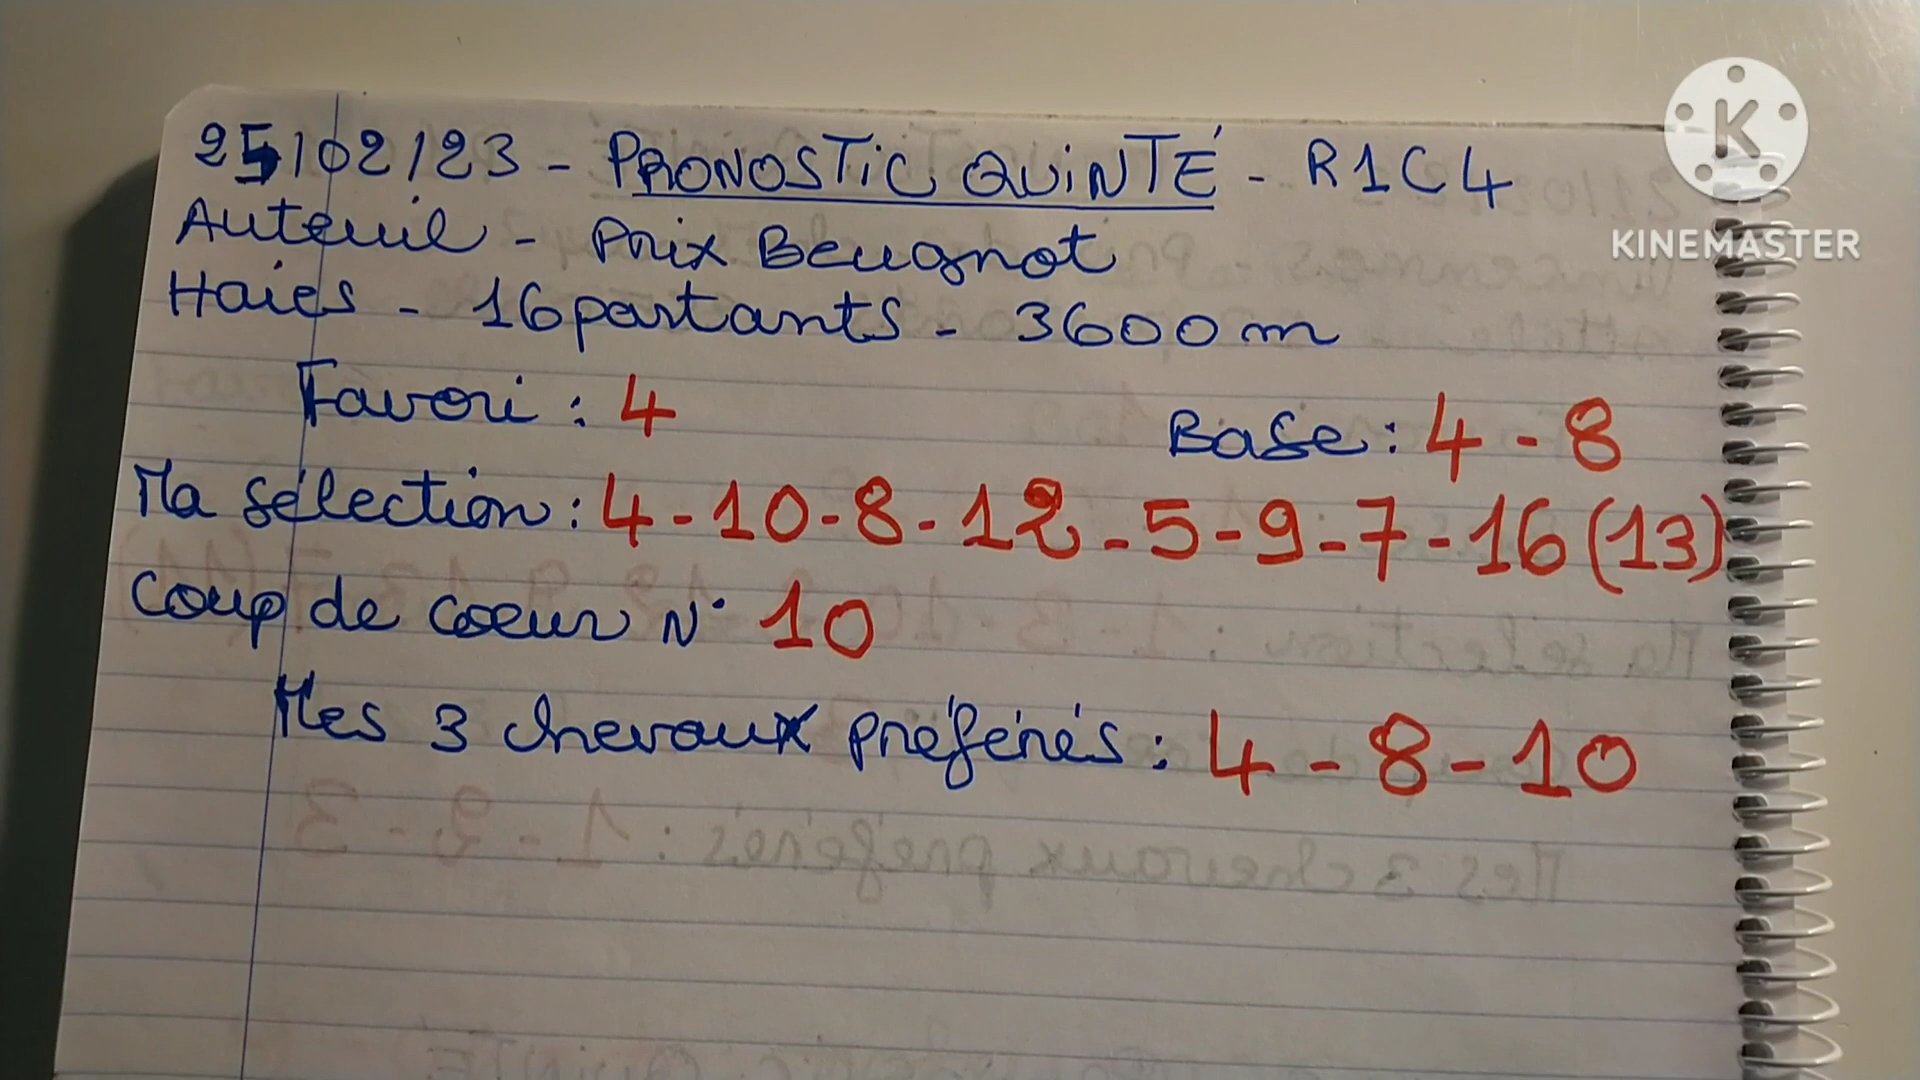 25/02/23 - PRONOSTIC QUINTÉ - R1C4
Auteuil - Prix Beugnot
Haies - 16 partants - 3600m
Favori : 4 Base : 4 - 8
Ma sélection : 4 - 10 - 8 - 12 - 5 - 9 - 7 - 16 (13)
Coup de coeur N° 10
Mes 3 chevaux préférés : 4 - 8 - 10
K
KINEMASTER